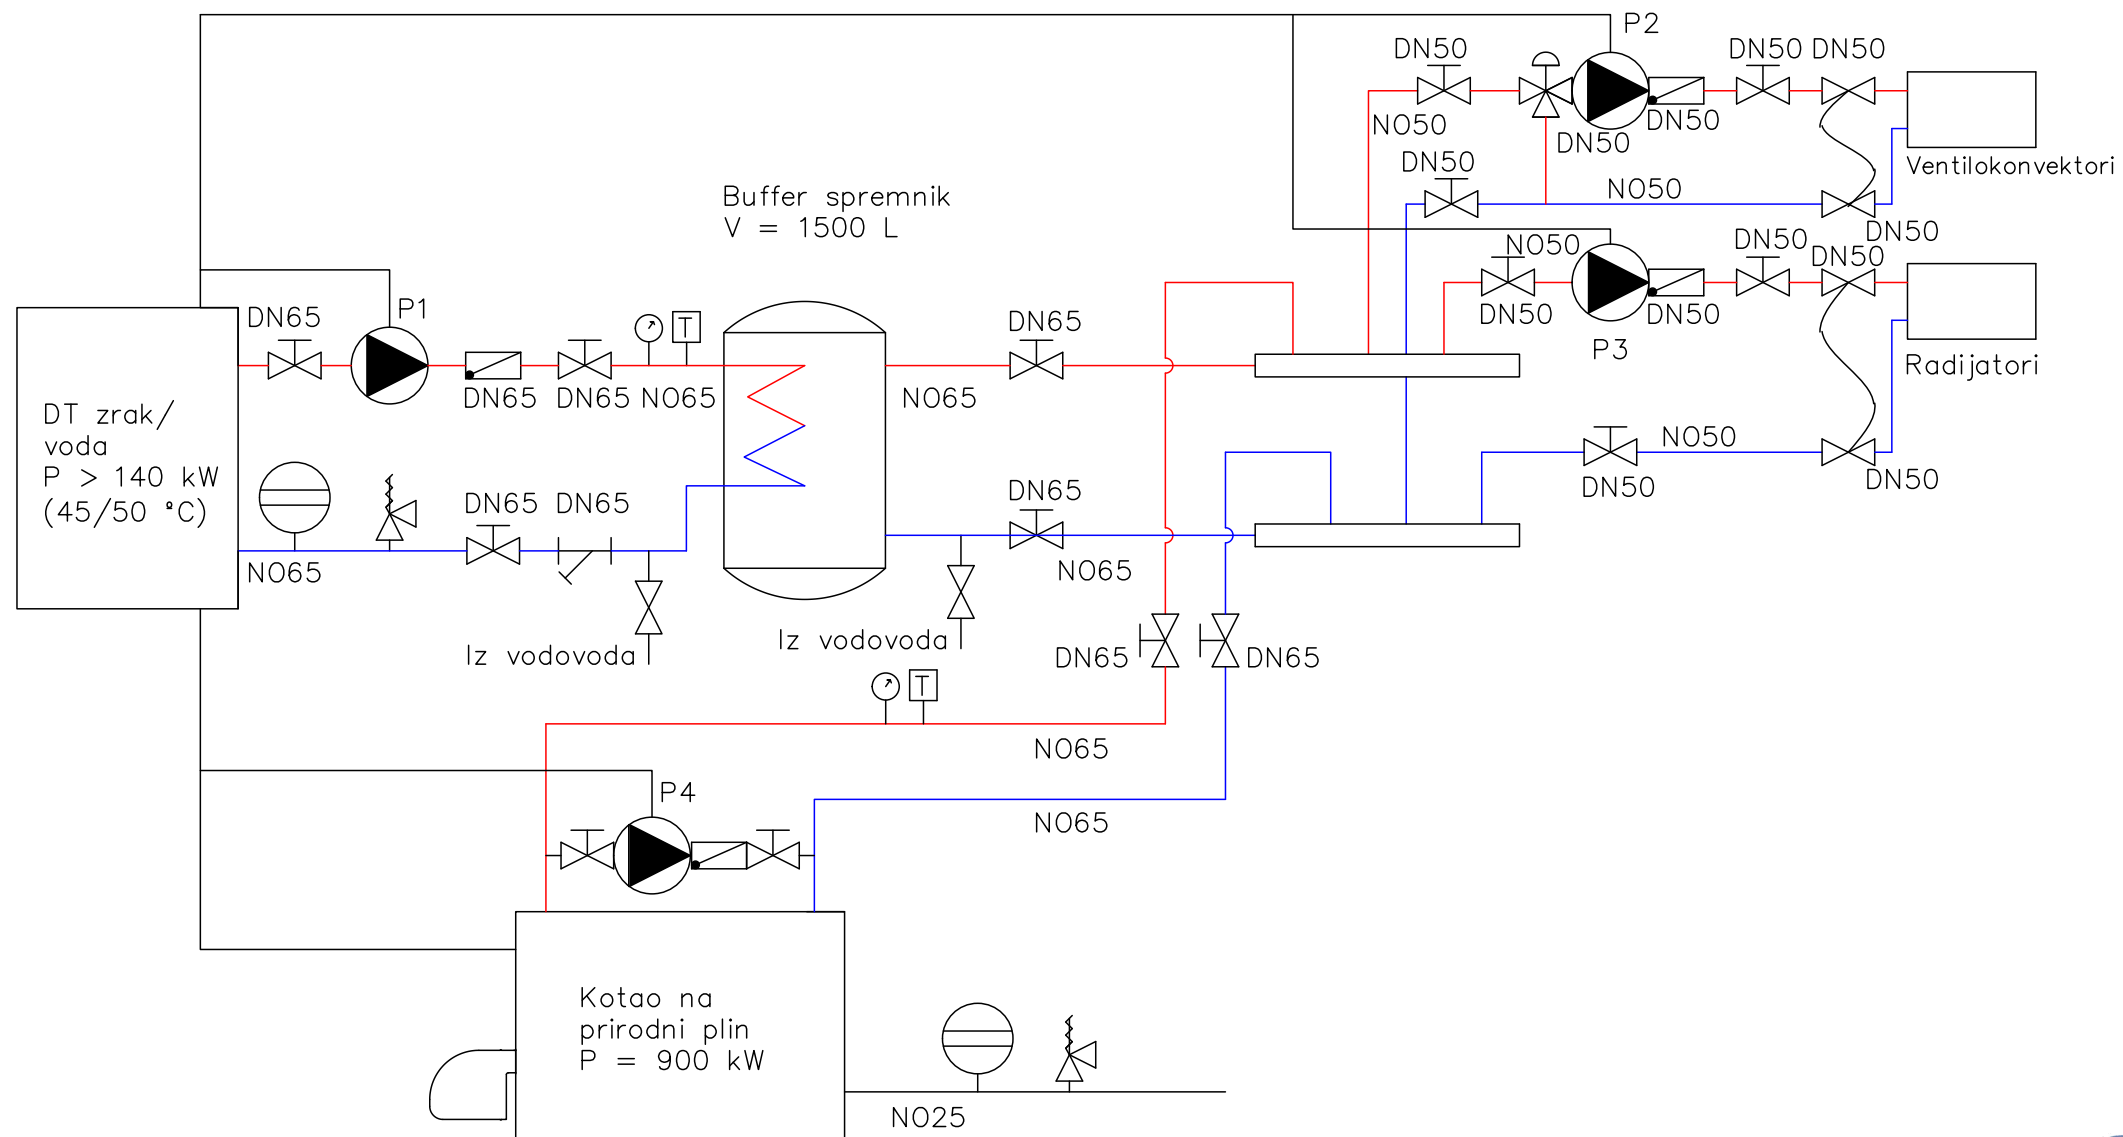 P2
DN50
DN50
DN50
NO50
DN50
DN50
DN50
NO50
Ventilokonvektori
Buffer spremnik
V = 1500 L
DN50
NO50
DN50
DN50
DN65
P1
DN65
DN50
DN50
P3
Radijatori
DN65
DN65
NO65
NO65
DT zrak/
voda
P > 140 kW
(45/50 °C)
T
NO50
DN65
DN65
DN65
DN50
DN50
NO65
NO65
Iz vodovoda
Iz vodovoda
DN65
DN65
T
NO65
P4
NO65
Kotao na
prirodni plin
P = 900 kW
NO25